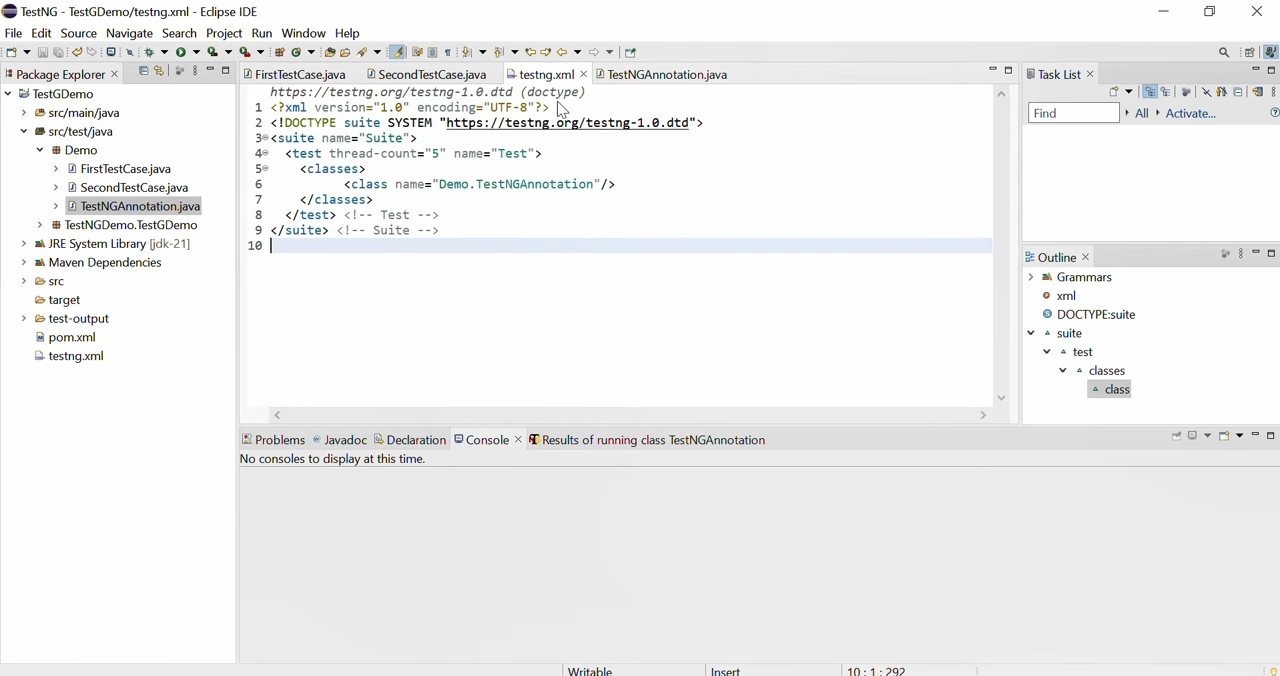 TestNG - TestGDemo/testng.xml - Eclipse IDE
File Edit Source Navigate Search Project Run Window Help
Package Explorer
TestGDemo
src/main/java
src/test/java
Demo
FirstTestCase.java
SecondTestCase.java
TestNGAnnotation.java
TestNGDemo.TestGDemo
JRE System Library [jdk-21]
Maven Dependencies
src
target
test-output
pom.xml
testng.xml
FirstTestCase.java SecondTestCase.java testng.xml TestNGAnnotation.java
https://testng.org/testng-1.0.dtd (doctype)
1 <?xml version="1.0" encoding="UTF-8"?>
2 <!DOCTYPE suite SYSTEM "https://testng.org/testng-1.0.dtd">
3 <suite name="Suite">
4 <test thread-count="5" name="Test">
5 <classes>
6 <class name="Demo.TestNGAnnotation"/>
7 </classes>
8 </test> <!-- Test -->
9 </suite> <!-- Suite -->
10
Task List
Find All Activate...
Outline
Grammars
xml
DOCTYPE:suite
suite
test
classes
class
Problems Javadoc Declaration Console Results of running class TestNGAnnotation
No consoles to display at this time.
Writable Insert 10 : 1 : 292